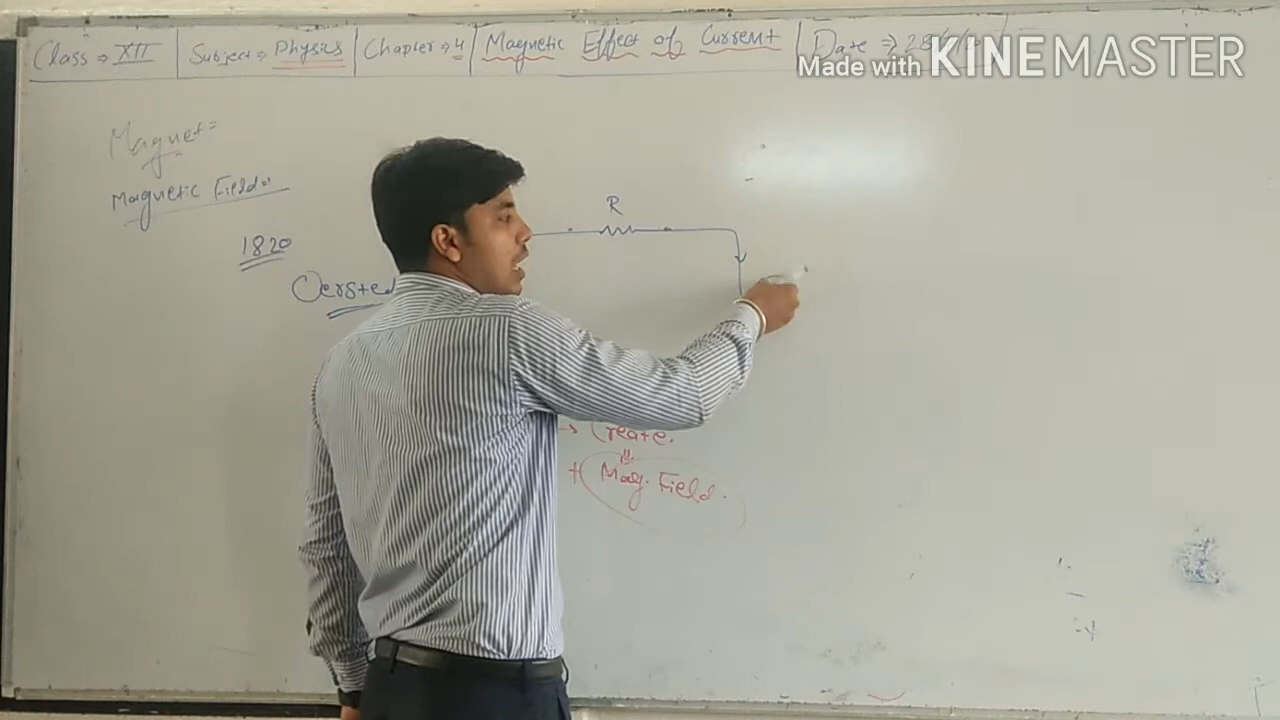 Class → XII | Subject → Physics | Chapter → 4 | Magnetic Effect of Current | Date →
Made with KINEMASTER
Magnet
Magnetic Field
R
1820
Oersted
→ Create.
+ Mag. Field.